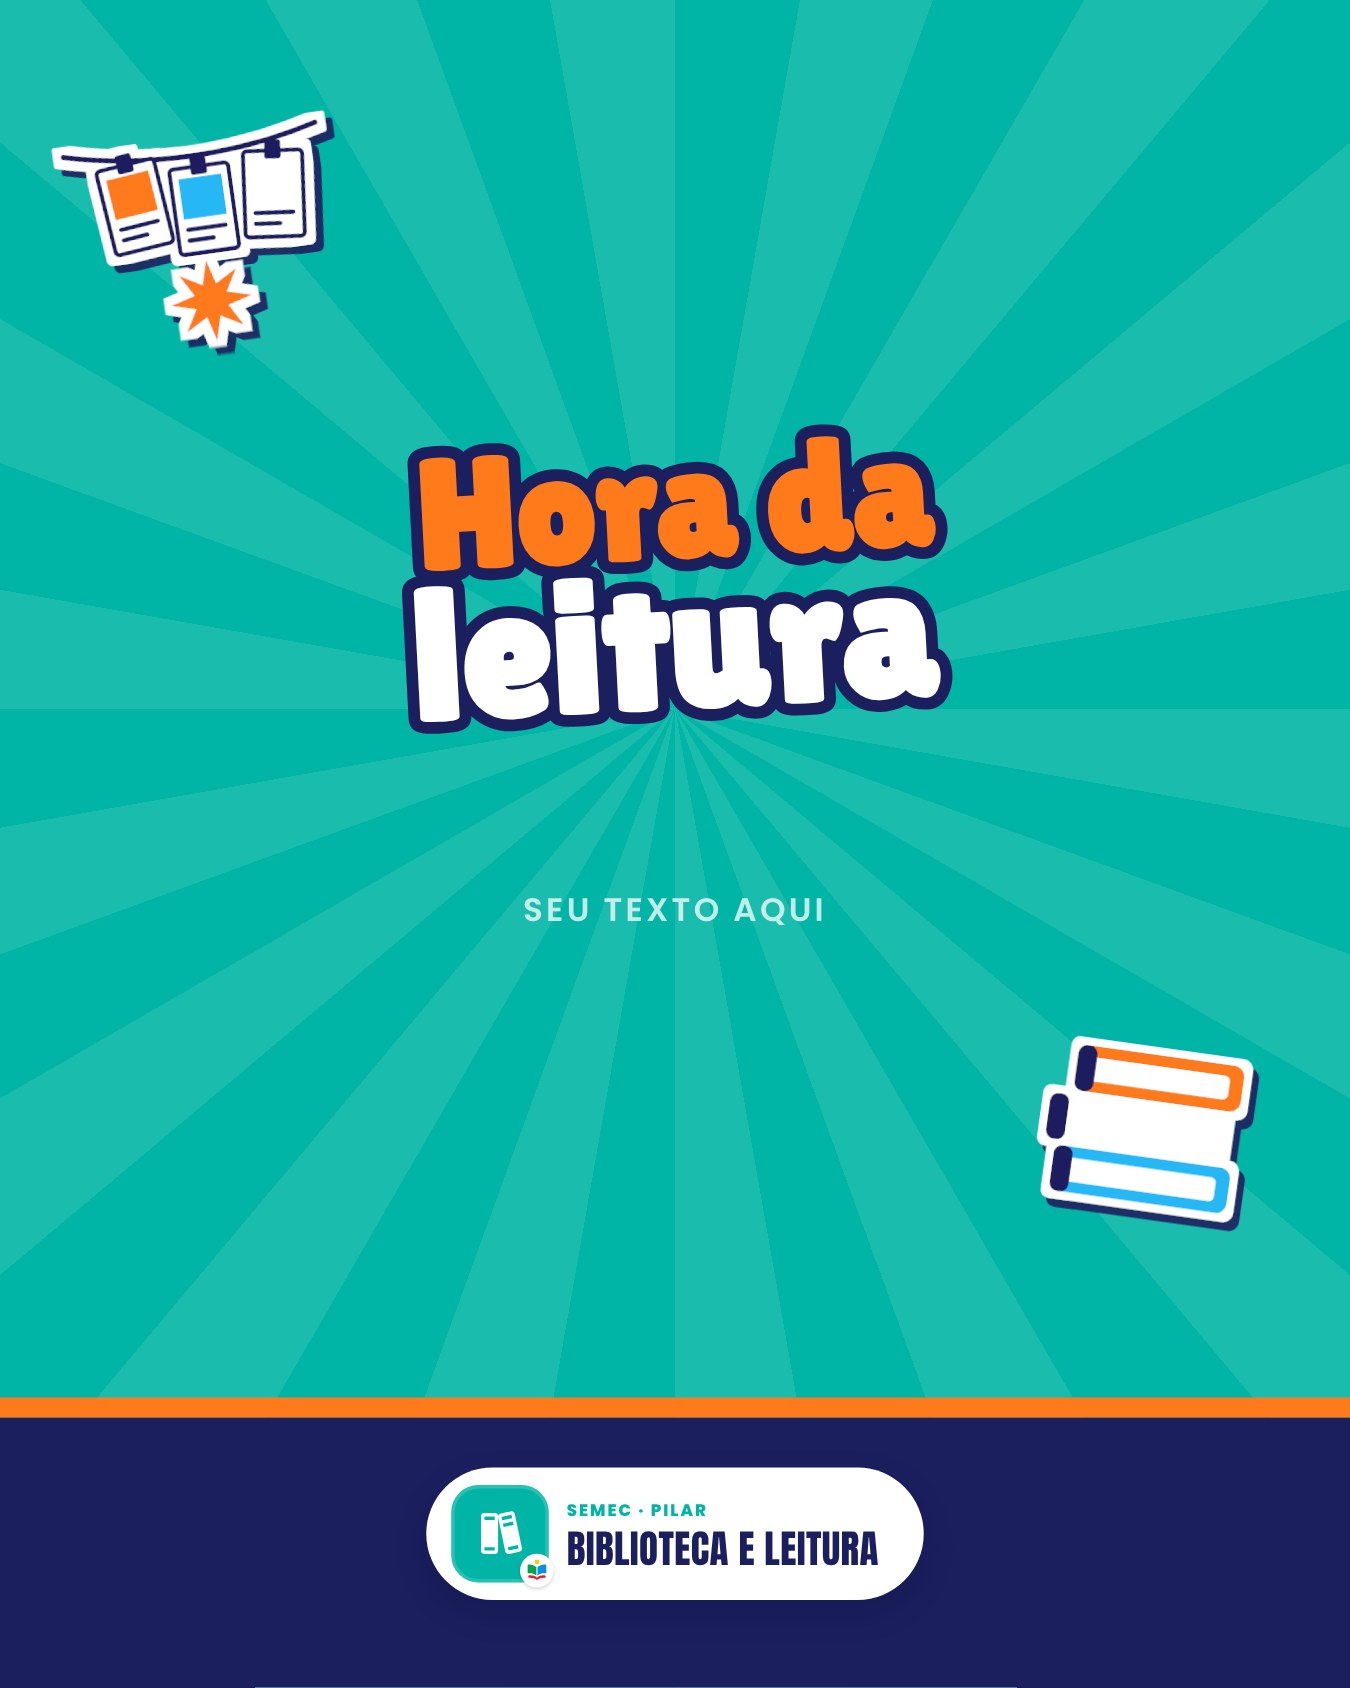 Hora da
leitura
SEU TEXTO AQUI
SEMEC · PILAR
BIBLIOTECA E LEITURA